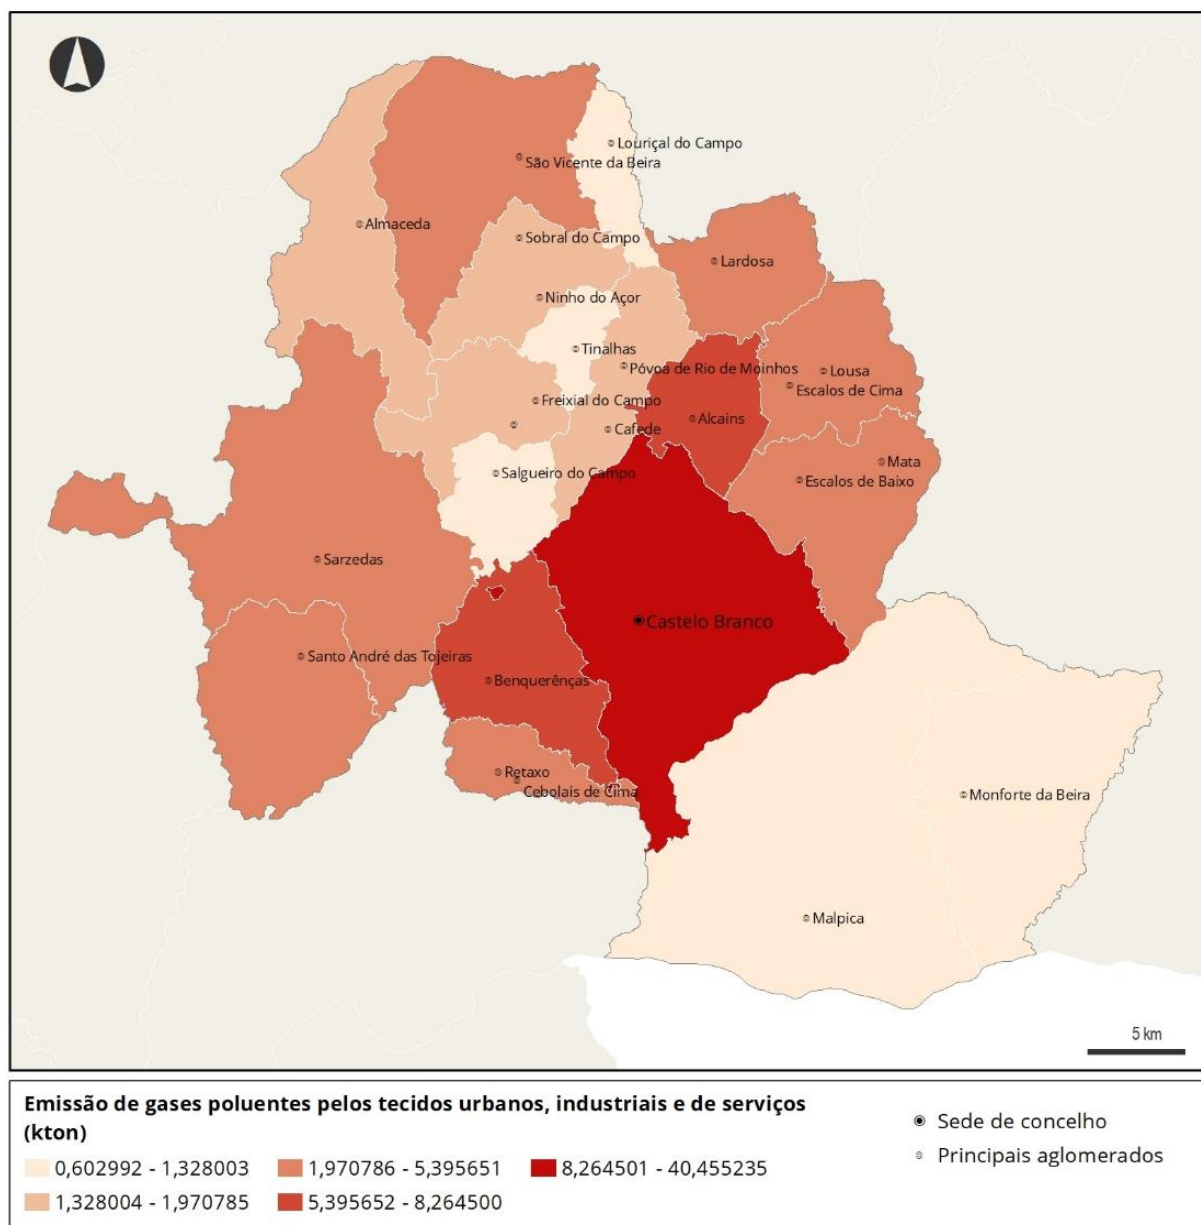 Louriçal do Campo
São Vicente da Beira
Almaceda
Sobral do Campo
Lardosa
Ninho do Açor
Tinalhas
Póvoa de Rio de Moinhos
Lousa
Escalos de Cima
Freixial do Campo
Alcains
Cafede
Mata
Salgueiro do Campo
Escalos de Baixo
Sarzedas
Castelo Branco
Santo André das Tojeiras
Benquerênças
Retaxo
Cebolais de Cima
Monforte da Beira
Malpica
5 km
Emissão de gases poluentes pelos tecidos urbanos, industriais e de serviços
(kton)
0,602992 - 1,328003
1,970786 - 5,395651
8,264501 - 40,455235
1,328004 - 1,970785
5,395652 - 8,264500
Sede de concelho
Principais aglomerados